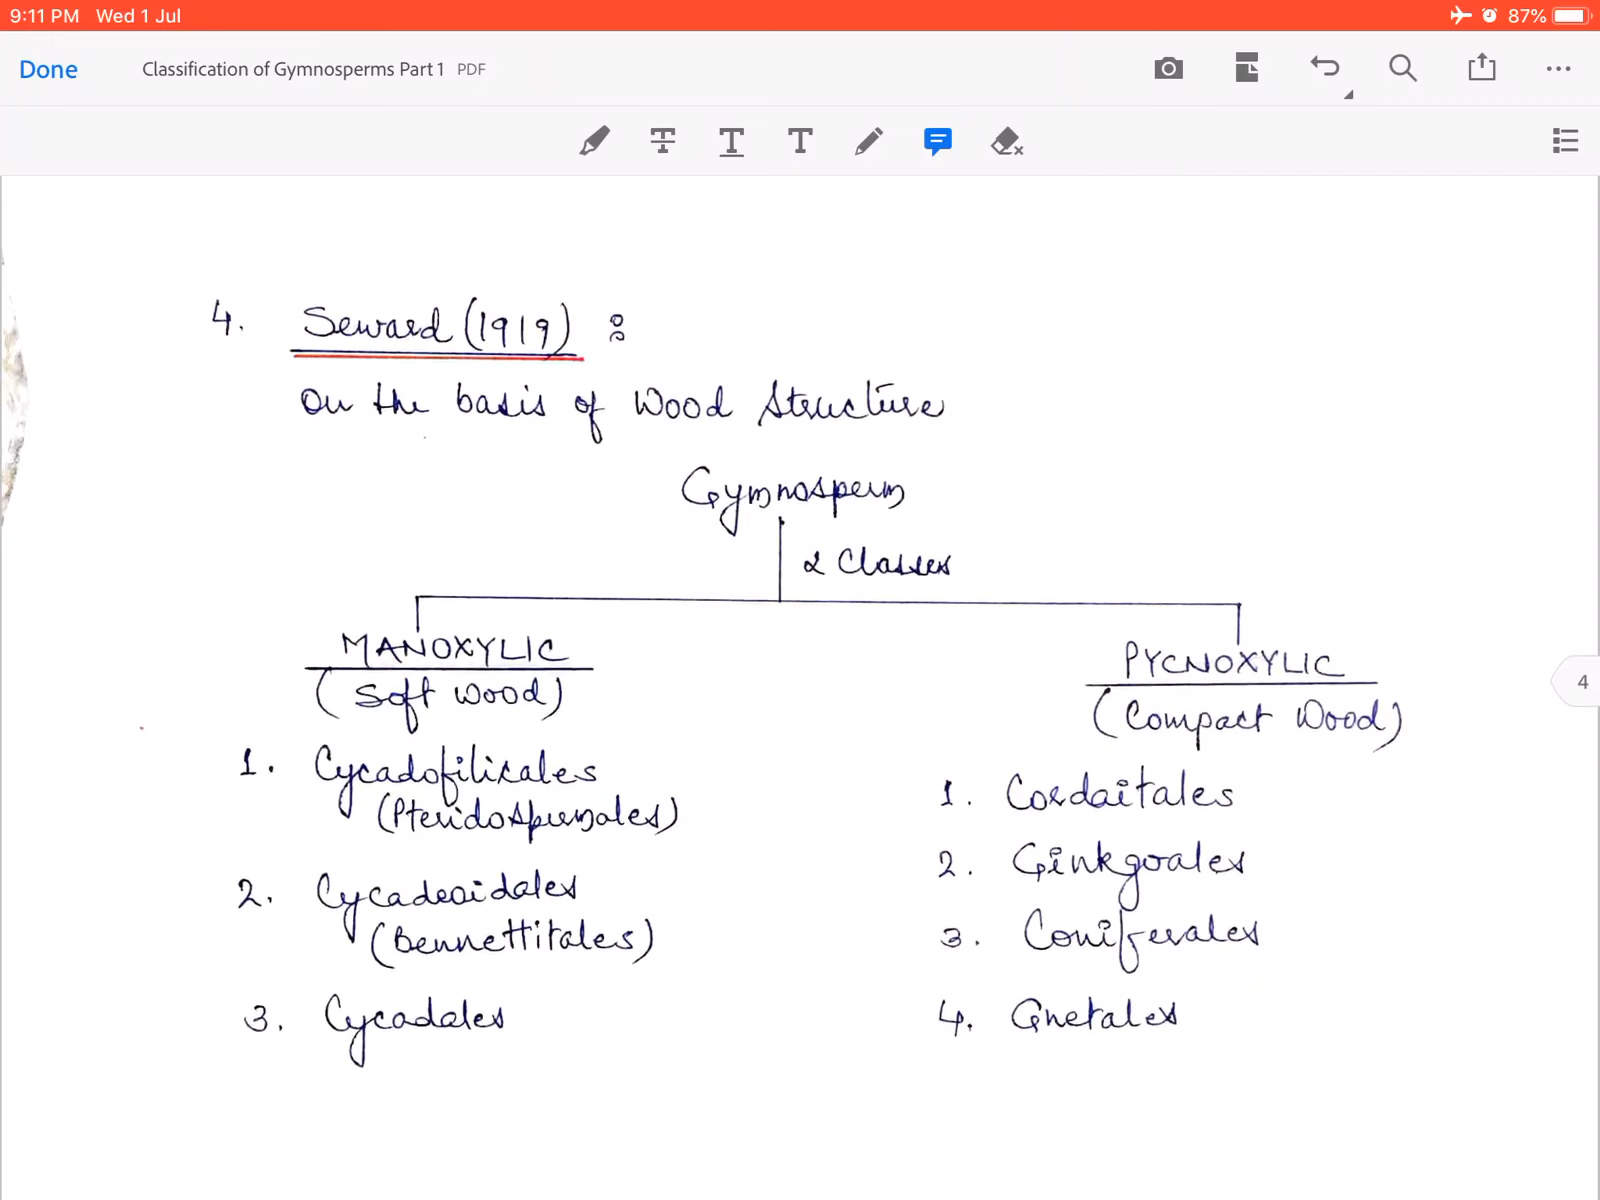 9:11 PM Wed 1 Jul 87%
Done Classification of Gymnosperms Part 1 PDF
4. Seward (1919) :
On the basis of Wood Structure
Gymnosperm
2 Classes
MANOXYLIC
(Soft Wood)
1. Cycadofilicales
(Pteridospermales)
2. Cycadeoidales
(Bennettitales)
3. Cycadales
PYCNOXYLIC
(Compact Wood)
1. Cordaitales
2. Ginkgoales
3. Coniferales
4. Gnetales
4